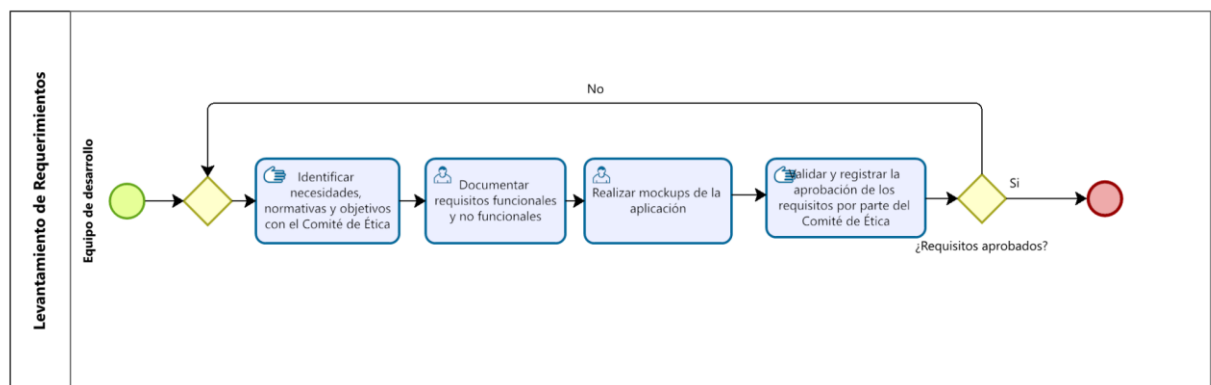 Levantamiento de Requerimientos
Equipo de desarrollo
No
Identificar
necesidades,
normativas y objetivos
con el Comité de Ética
Documentar
requisitos funcionales
y no funcionales
Realizar mockups de la
aplicación
Validar y registrar la
aprobación de los
requisitos por parte del
Comité de Ética
Si
¿Requisitos aprobados?